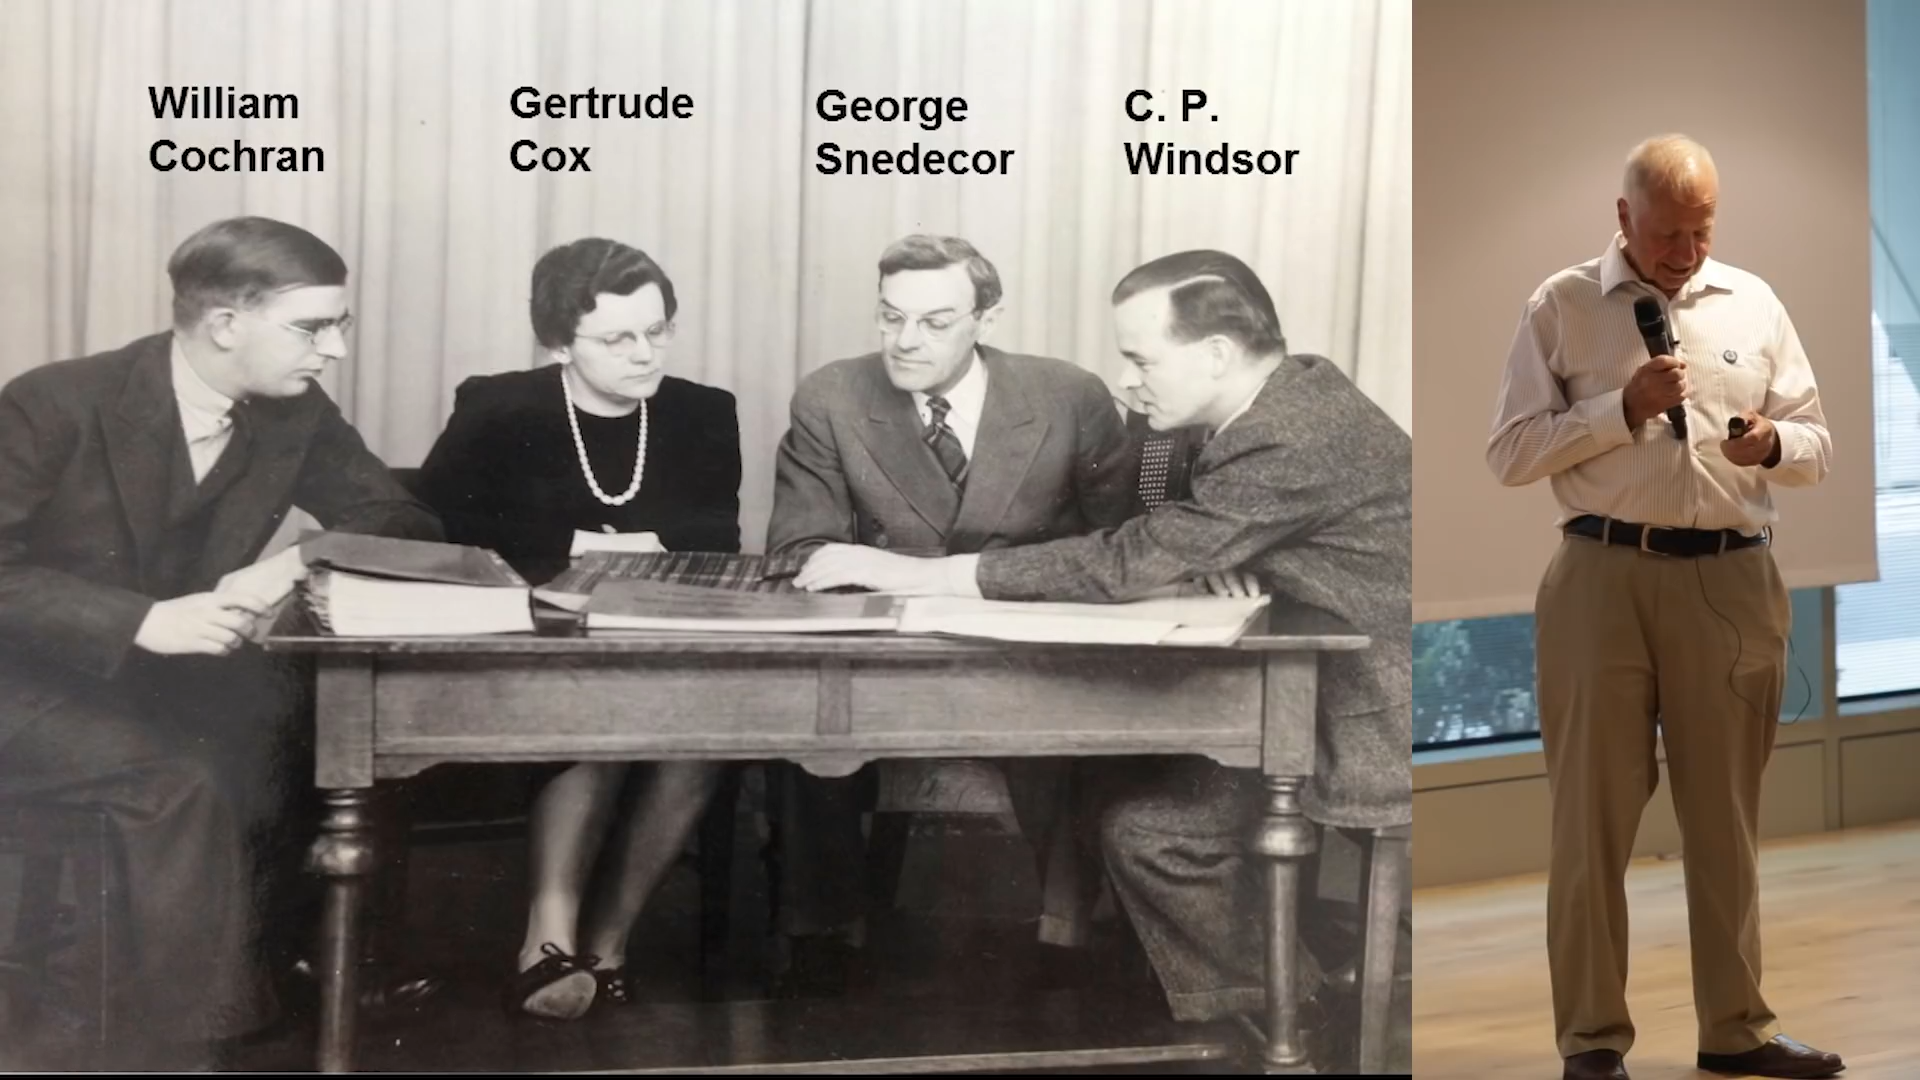 William
Cochran
Gertrude
Cox
George
Snedecor
C. P.
Windsor